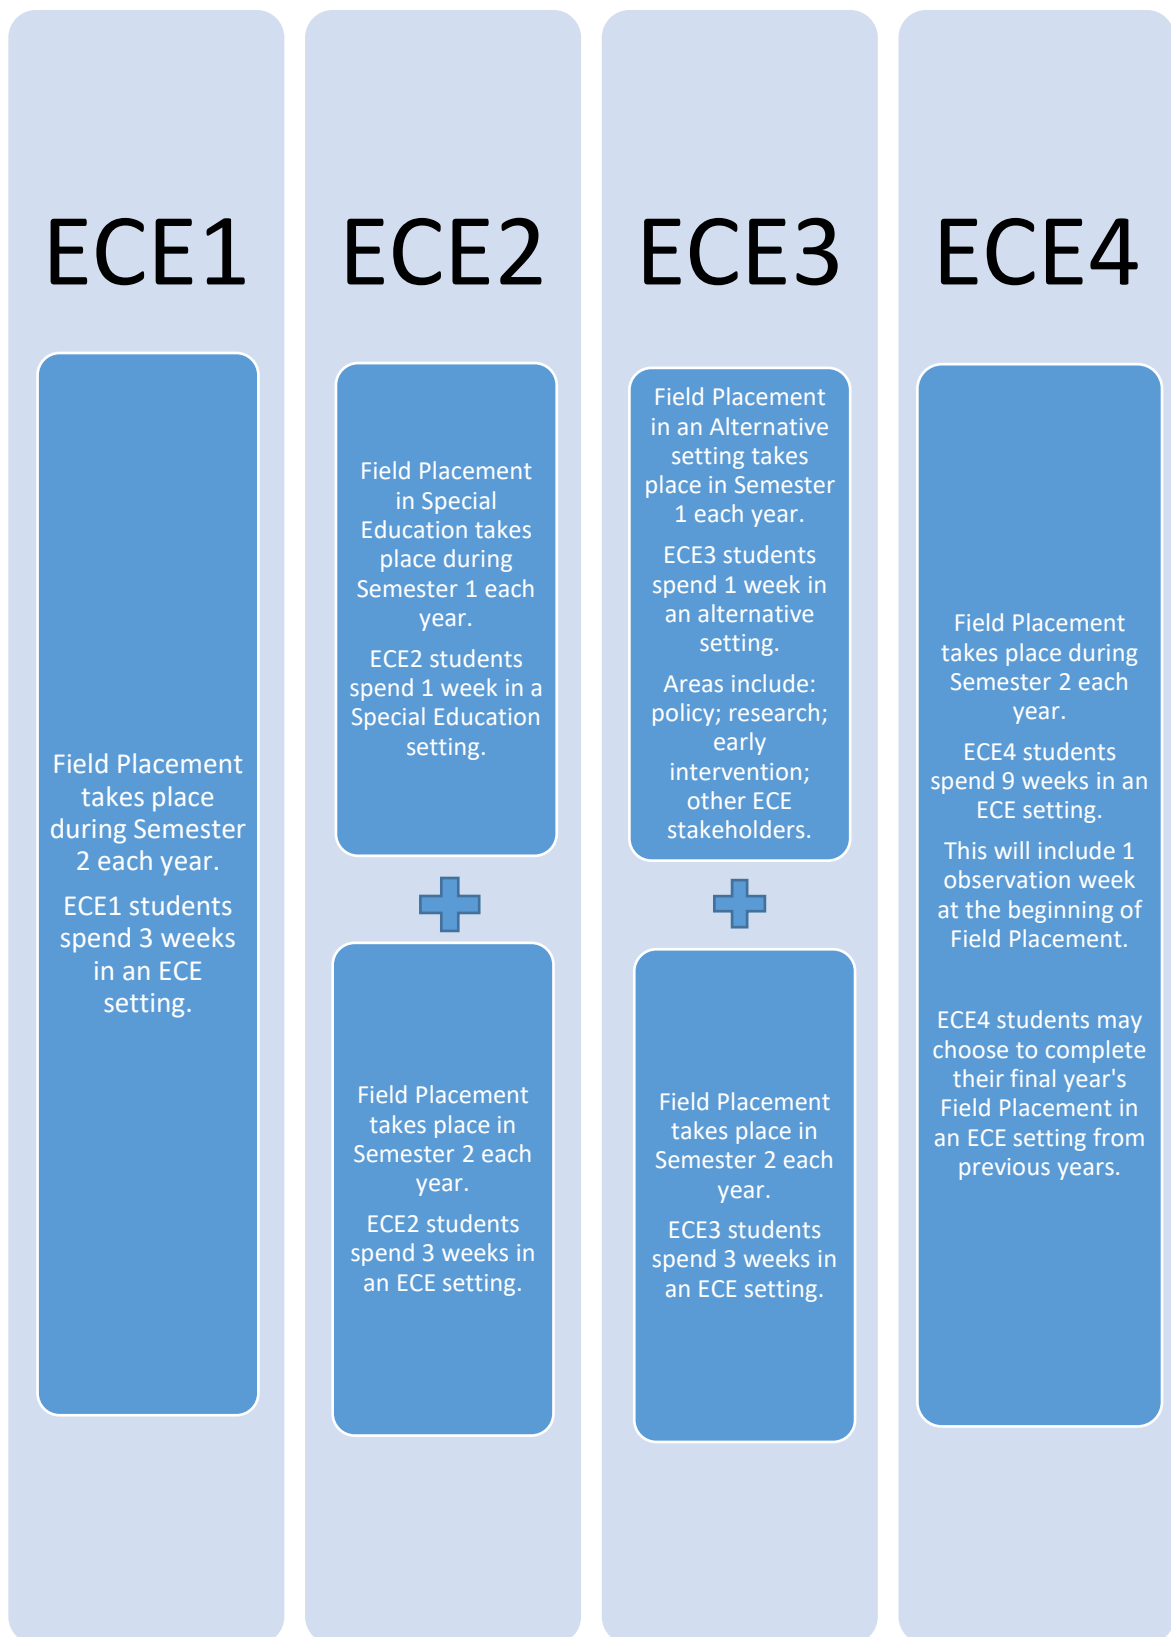 ECE1
Field Placement
takes place
during Semester
2 each year.
ECE1 students
spend 3 weeks
in an ECE
setting.
ECE2
Field Placement
in Special
Education takes
place during
Semester 1 each
year.
ECE2 students
spend 1 week in a
Special Education
setting.
Field Placement
takes place in
Semester 2 each
year.
ECE2 students
spend 3 weeks in
an ECE setting.
ECE3
Field Placement
in an Alternative
setting takes
place in Semester
1 each year.
ECE3 students
spend 1 week in
an alternative
setting.
Areas include:
policy; research;
early
intervention;
other ECE
stakeholders.
Field Placement
takes place in
Semester 2 each
year.
ECE3 students
spend 3 weeks in
an ECE setting.
ECE4
Field Placement
takes place during
Semester 2 each
year.
ECE4 students
spend 9 weeks in an
ECE setting.
This will include 1
observation week
at the beginning of
Field Placement.
ECE4 students may
choose to complete
their final year's
Field Placement in
an ECE setting from
previous years.